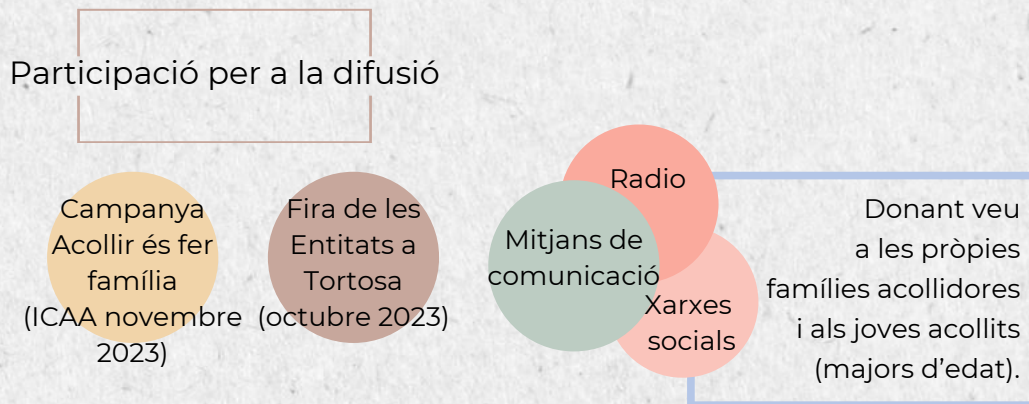 Participació per a la difusió
Campanya
Acollir és fer
família
(ICAA novembre
2023)
Fira de les
Entitats a
Tortosa
(octubre 2023)
Radio
Mitjans de
comunicació
Xarxes
socials
Donant veu
a les pròpies
famílies acollidores
i als joves acollits
(majors d’edat).